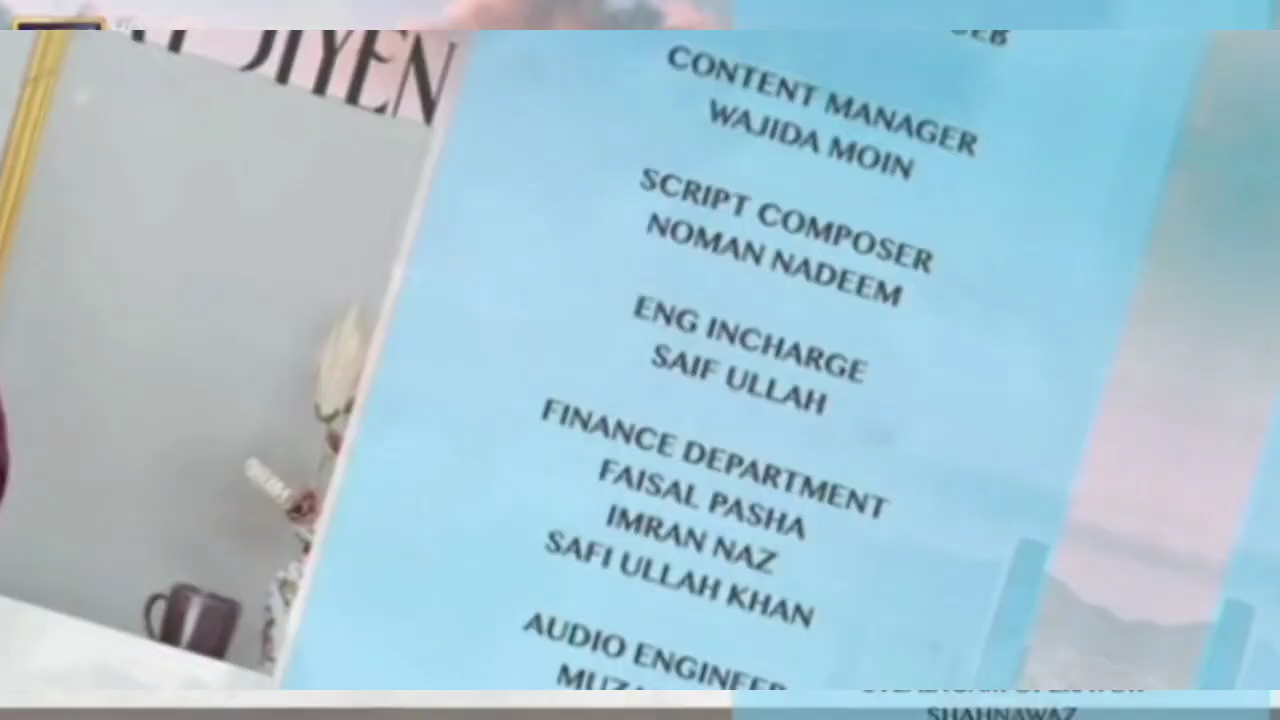 CONTENT MANAGER
WAJIDA MOIN
SCRIPT COMPOSER
NOMAN NADEEM
ENG INCHARGE
SAIF ULLAH
FINANCE DEPARTMENT
FAISAL PASHA
IMRAN NAZ
SAFI ULLAH KHAN
AUDIO ENGINEER
SHAHNAWAZ